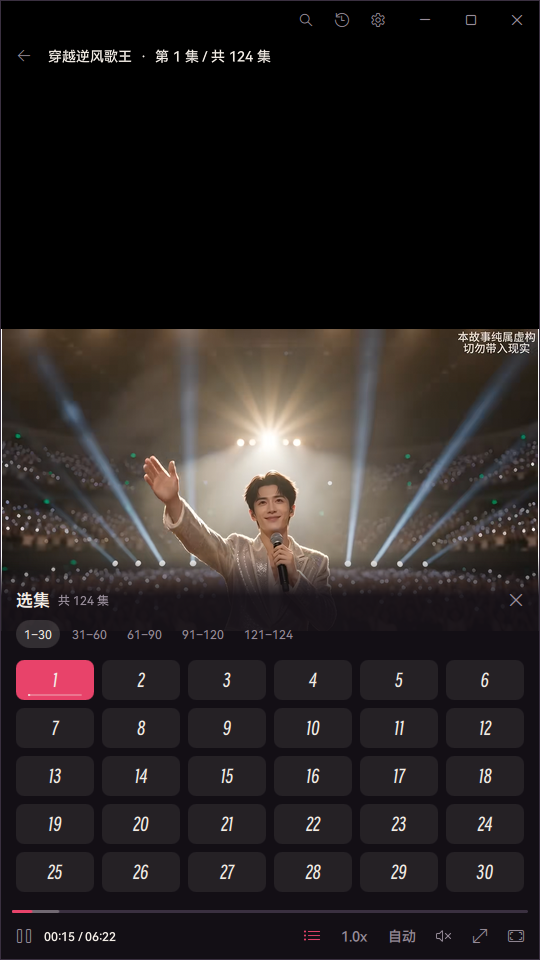 穿越逆风歌王 · 第 1 集 / 共 124 集
本故事纯属虚构
切勿带入现实
选集 共 124 集
1-30 31-60 61-90 91-120 121-124
1 2 3 4 5 6
7 8 9 10 11 12
13 14 15 16 17 18
19 20 21 22 23 24
25 26 27 28 29 30
00:15 / 06:22 1.0x 自动